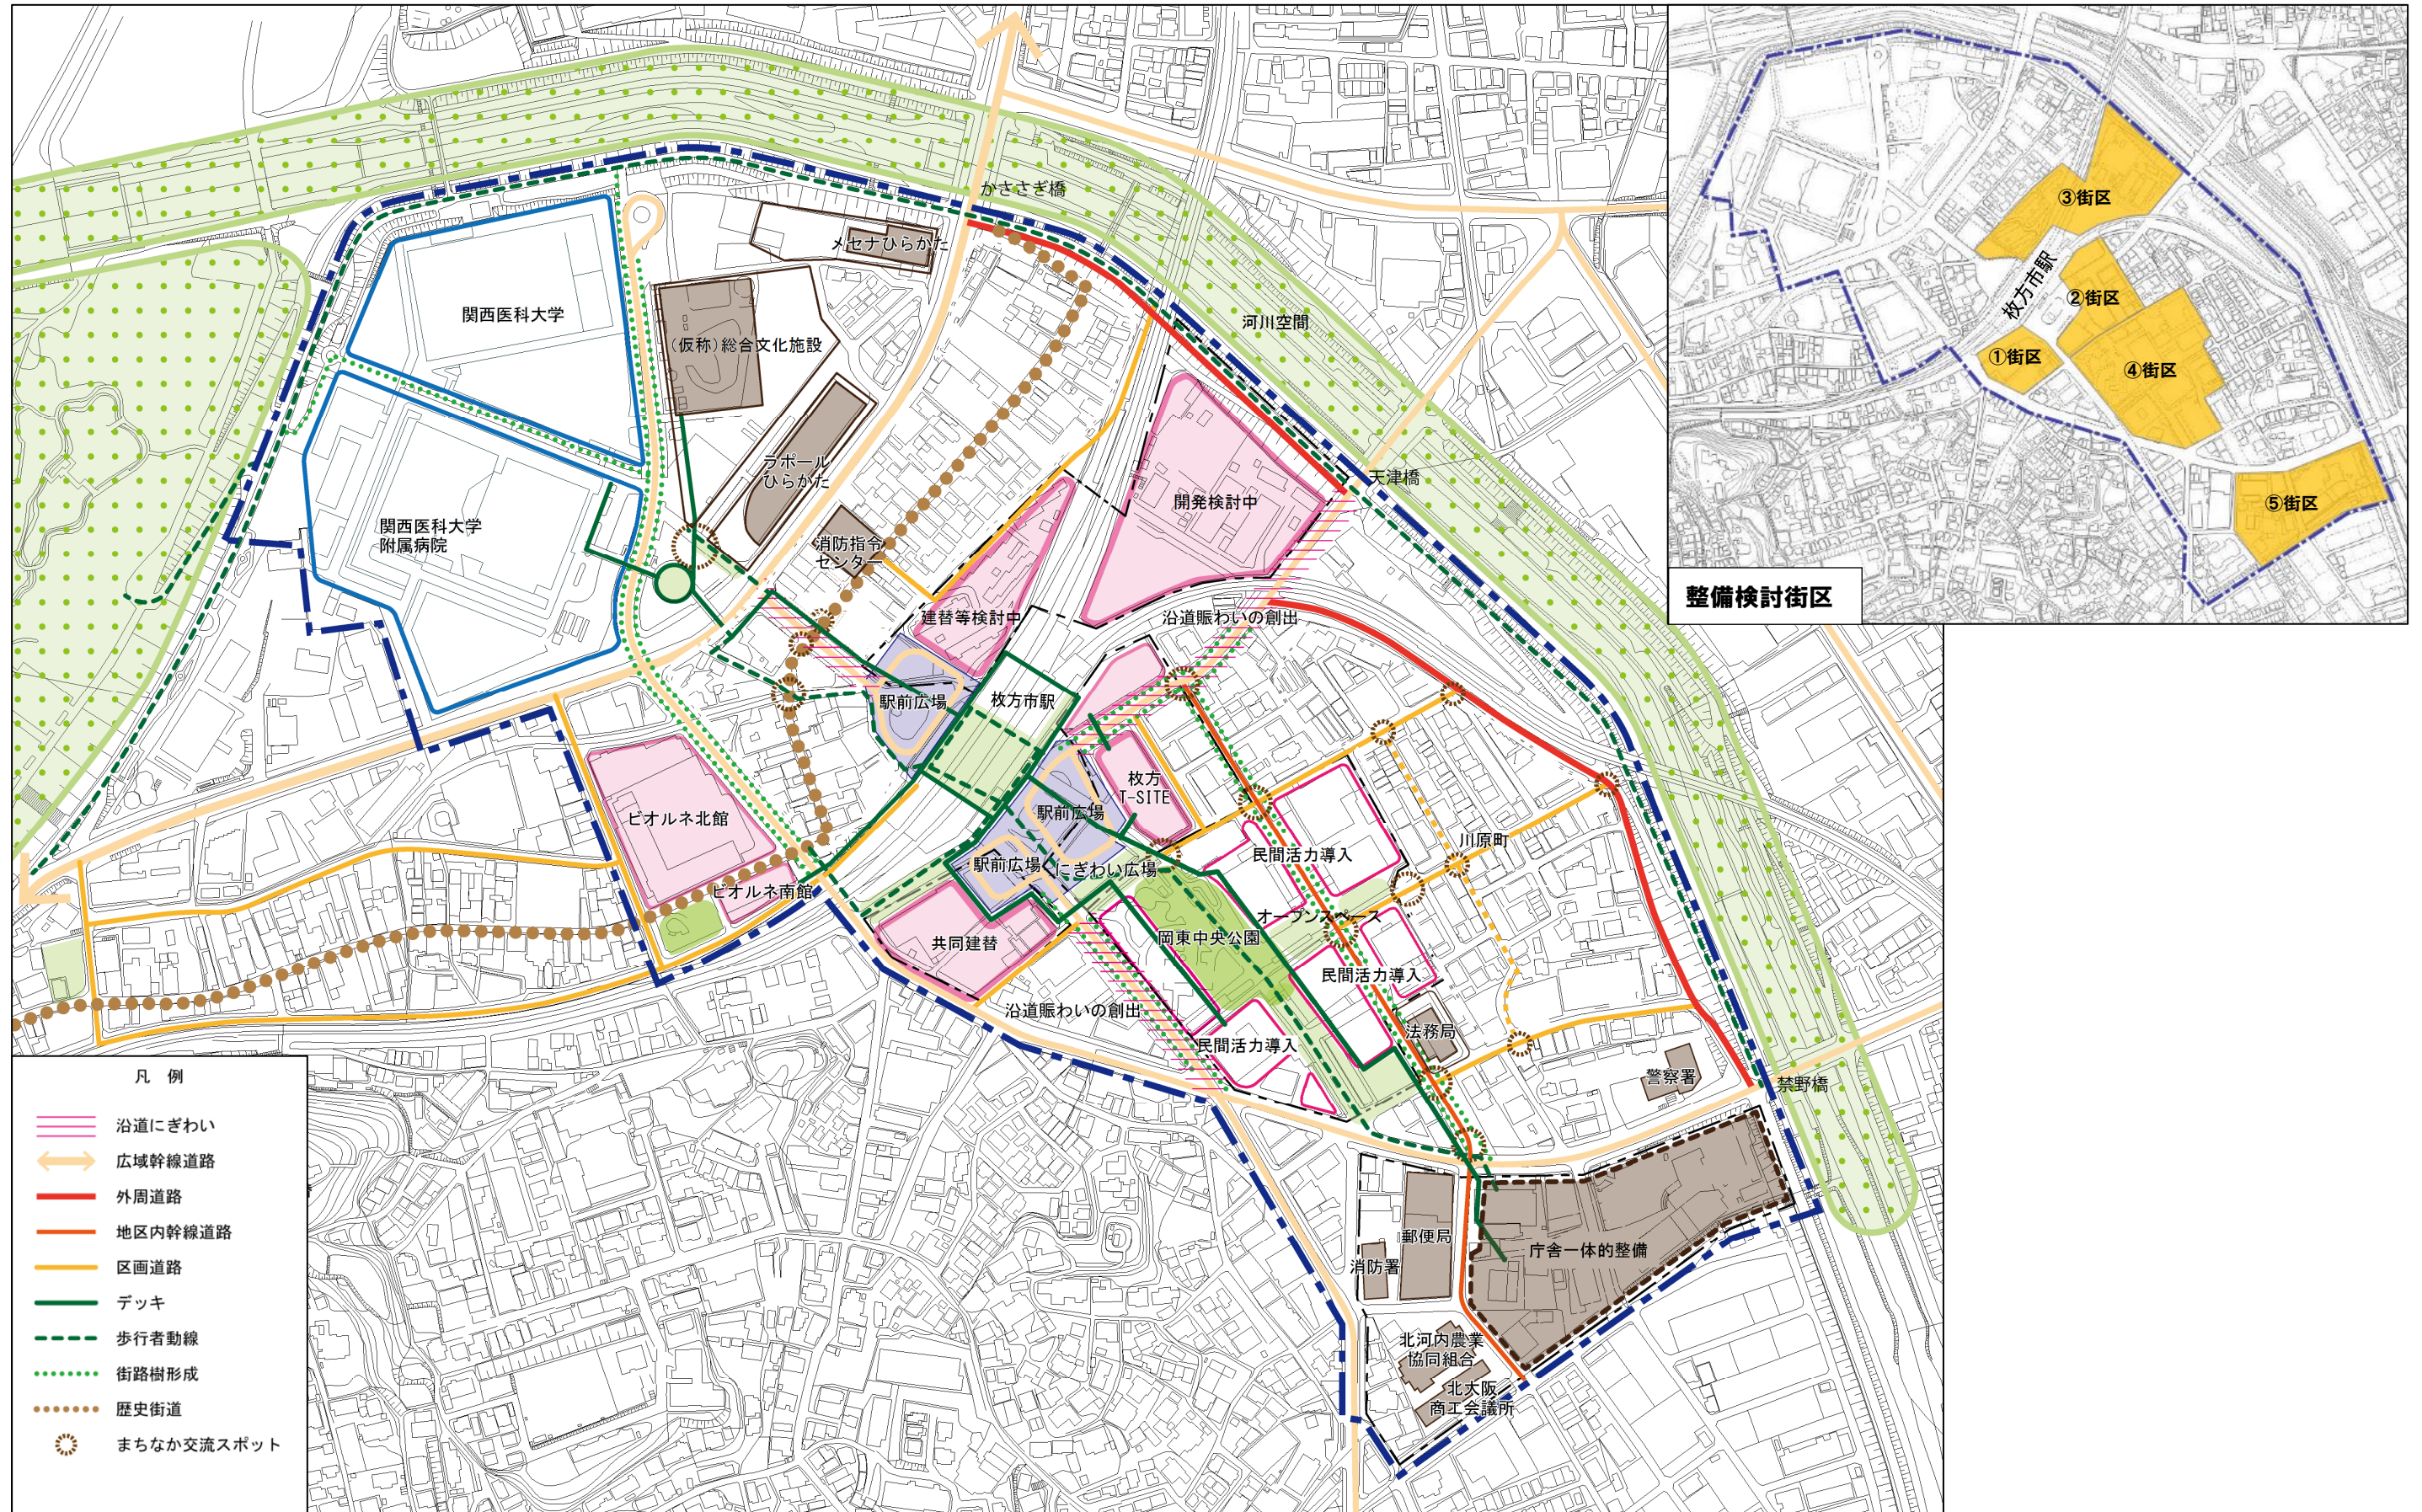 かささぎ橋
メセナひらかた
関西医科大学
(仮称)総合文化施設
河川空間
ラポール
ひらかた
天津橋
開発検討中
関西医科大学
附属病院
消防指令
センター
建替等検討中
沿道賑わいの創出
駅前広場
枚方市駅
枚方
T-SITE
駅前広場
ビオルネ北館
川原町
民間活力導入
駅前広場
にぎわい広場
ビオルネ南館
オープンスペース
共同建替
岡東中央公園
民間活力導入
沿道賑わいの創出
法務局
民間活力導入
警察署
禁野橋
郵便局
庁舎一体的整備
消防署
北河内農業
協同組合
北大阪
商工会議所
凡 例
沿道にぎわい
広域幹線道路
外周道路
地区内幹線道路
区画道路
デッキ
歩行者動線
街路樹形成
歴史街道
まちなか交流スポット
③街区
枚方市駅
②街区
①街区
④街区
⑤街区
整備検討街区